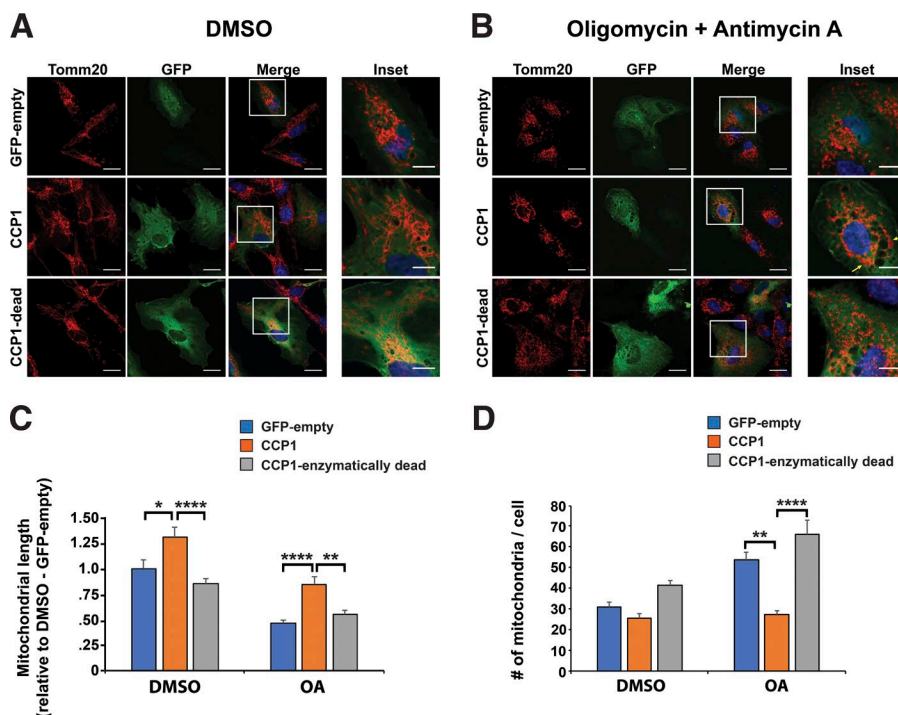 A
DMSO
Tomm20 GFP Merge Inset
GFP-empty
CCP1
CCP1-dead
B
Oligomycin + Antimycin A
Tomm20 GFP Merge Inset
GFP-empty
CCP1
CCP1-dead
C
GFP-empty
CCP1
CCP1-enzymatically dead
Mitochondrial length
(relative to DMSO - GFP-empty)
1.50
1.25
1.0
.75
.50
.25
0
* ****
**** **
DMSO OA
D
GFP-empty
CCP1
CCP1-enzymatically dead
# of mitochondria / cell
80
70
60
50
40
30
20
10
0
****
**
DMSO OA